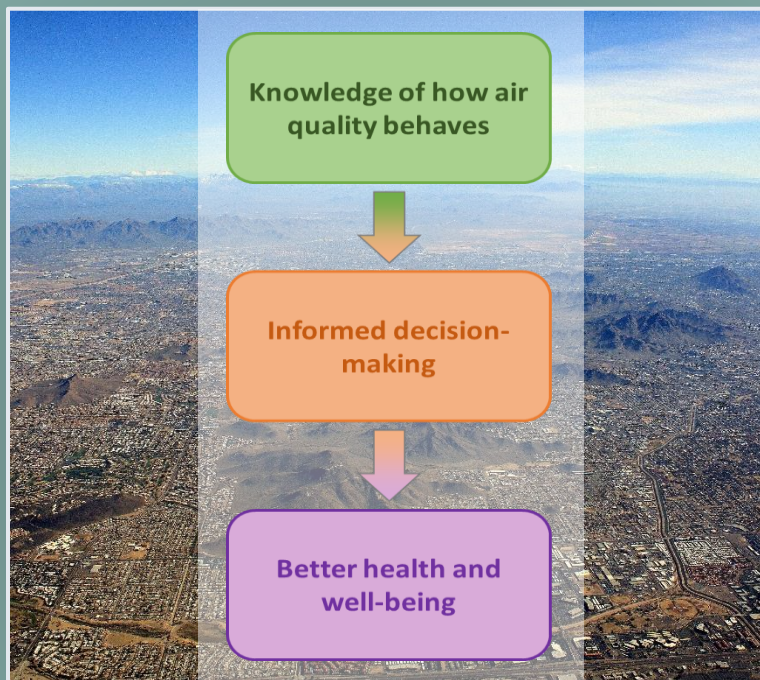 Knowledge of how air
quality behaves
Informed decision-
making
Better health and
well-being